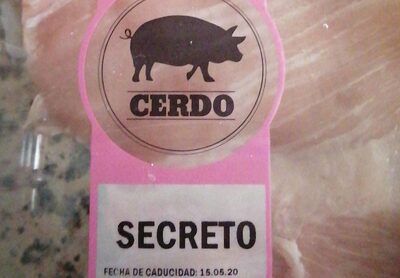 CERDO
SECRETO
FECHA DE CADUCIDAD: 15.05.20